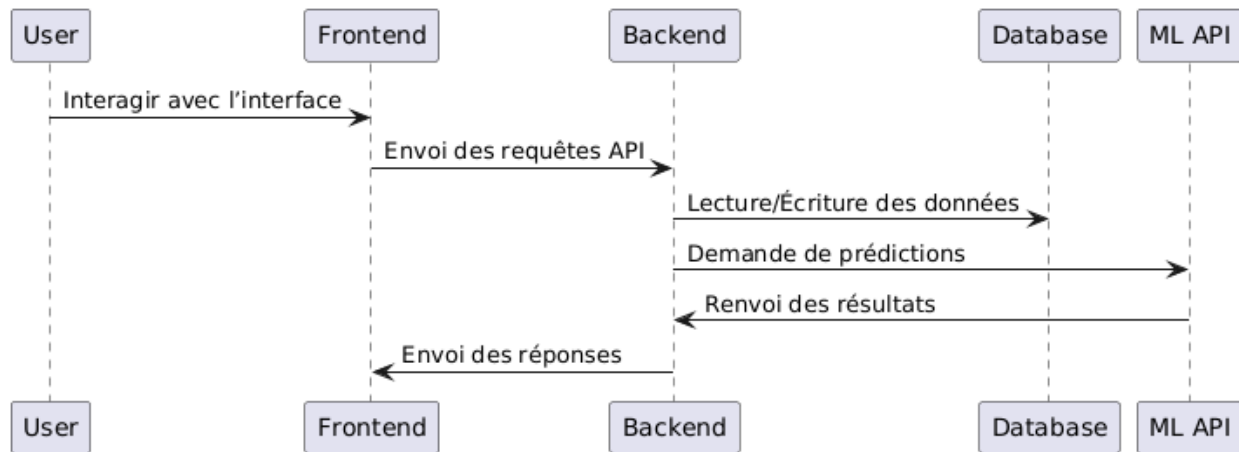 User Frontend Backend Database ML API
Interagir avec l’interface
Envoi des requêtes API
Lecture/Écriture des données
Demande de prédictions
Renvoi des résultats
Envoi des réponses
User Frontend Backend Database ML API